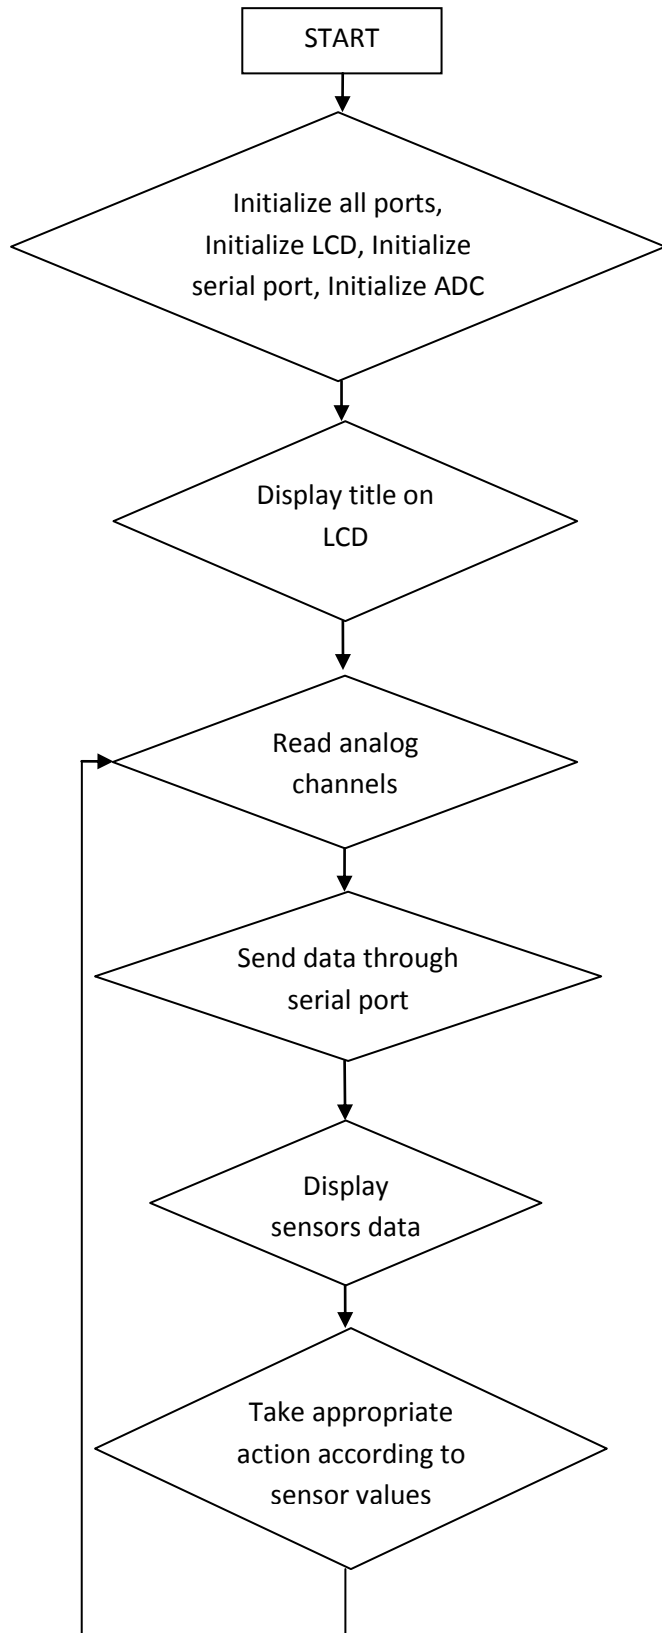 START
Initialize all ports,
Initialize LCD, Initialize
serial port, Initialize ADC
Display title on
LCD
Read analog
channels
Send data through
serial port
Display
sensors data
Take appropriate
action according to
sensor values